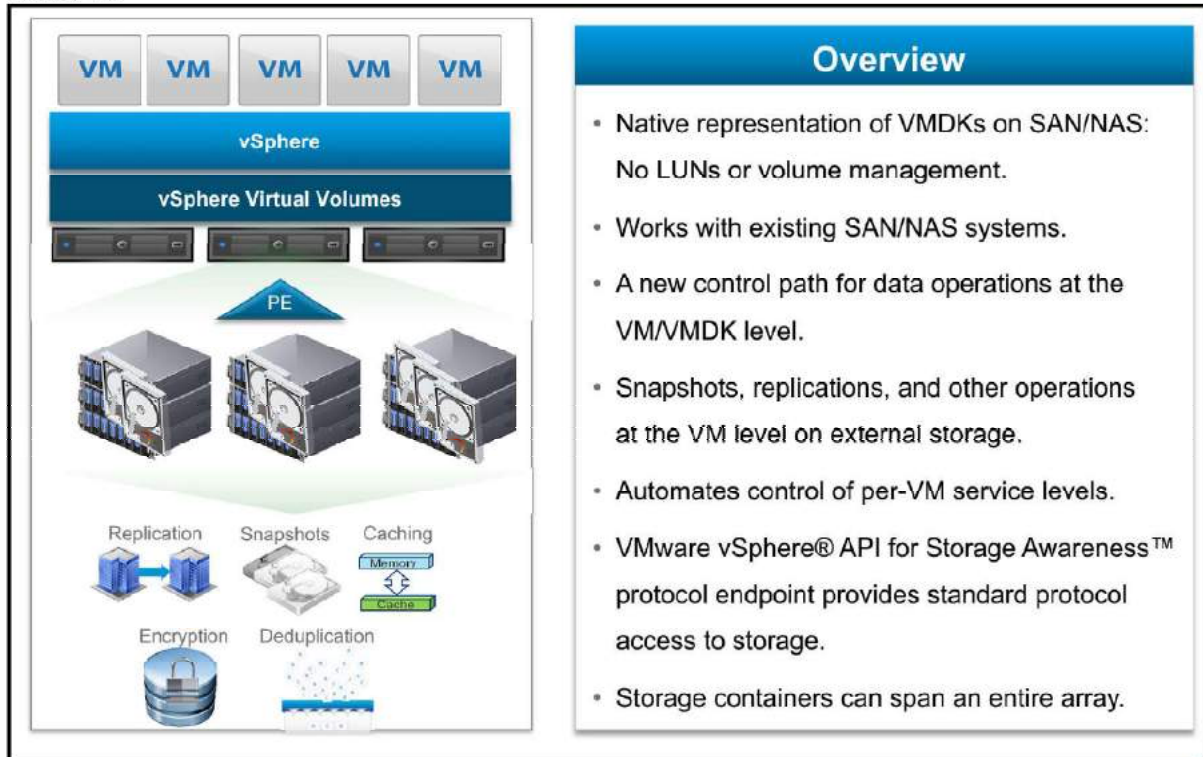 VM VM VM VM VM
vSphere
vSphere Virtual Volumes
PE
Replication Snapshots Caching
Memory
Cache
Encryption Deduplication
Overview
• Native representation of VMDKs on SAN/NAS:
No LUNs or volume management.
• Works with existing SAN/NAS systems.
• A new control path for data operations at the
VM/VMDK level.
• Snapshots, replications, and other operations
at the VM level on external storage.
• Automates control of per-VM service levels.
• VMware vSphere® API for Storage Awareness™
protocol endpoint provides standard protocol
access to storage.
• Storage containers can span an entire array.